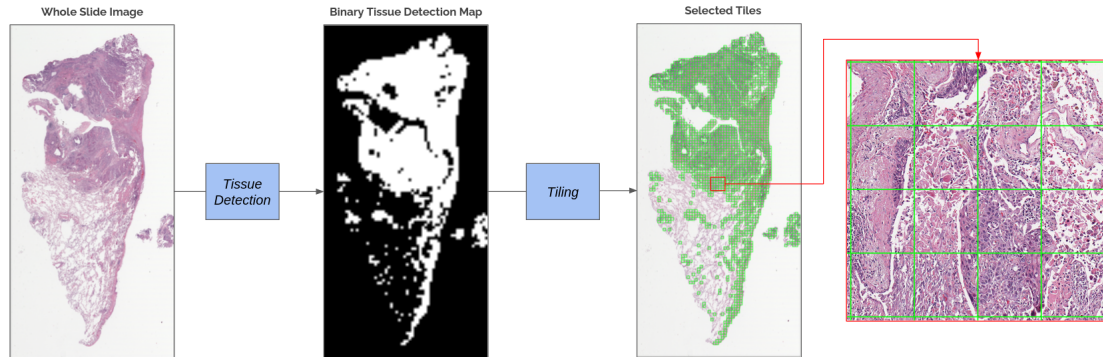 Whole Slide Image
Binary Tissue Detection Map
Selected Tiles
Tissue
Detection
Tiling